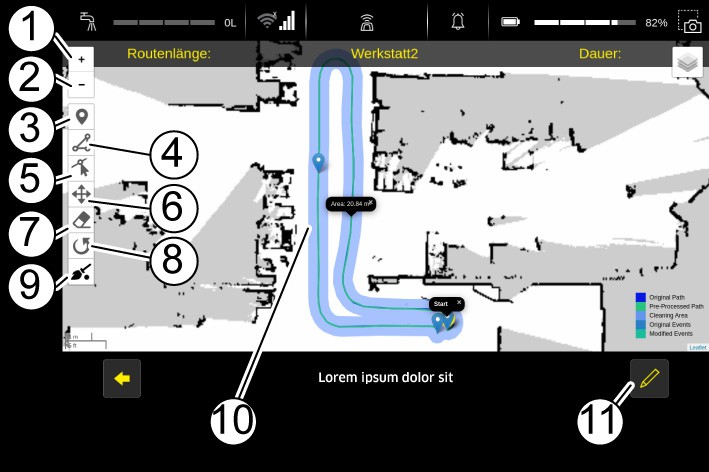 0L
82%
Routenlänge:
Werkstatt2
Dauer:
1
2
3
4
5
6
7
8
9
10
11
+
−
Area: 20.84 m²
×
Start
×
Original Path
Pre-Processed Path
Cleaning Area
Original Events
Modified Events
Leaflet
m
ft
Lorem ipsum dolor sit